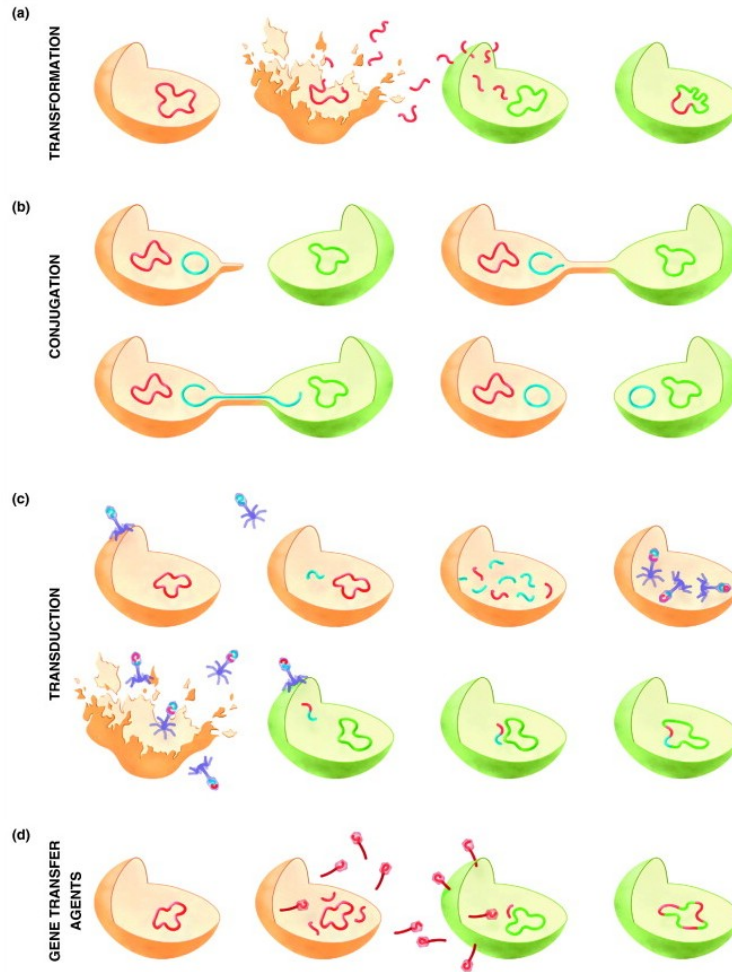 (a)
TRANSFORMATION
(b)
CONJUGATION
(c)
TRANSDUCTION
(d)
GENE TRANSFER
AGENTS